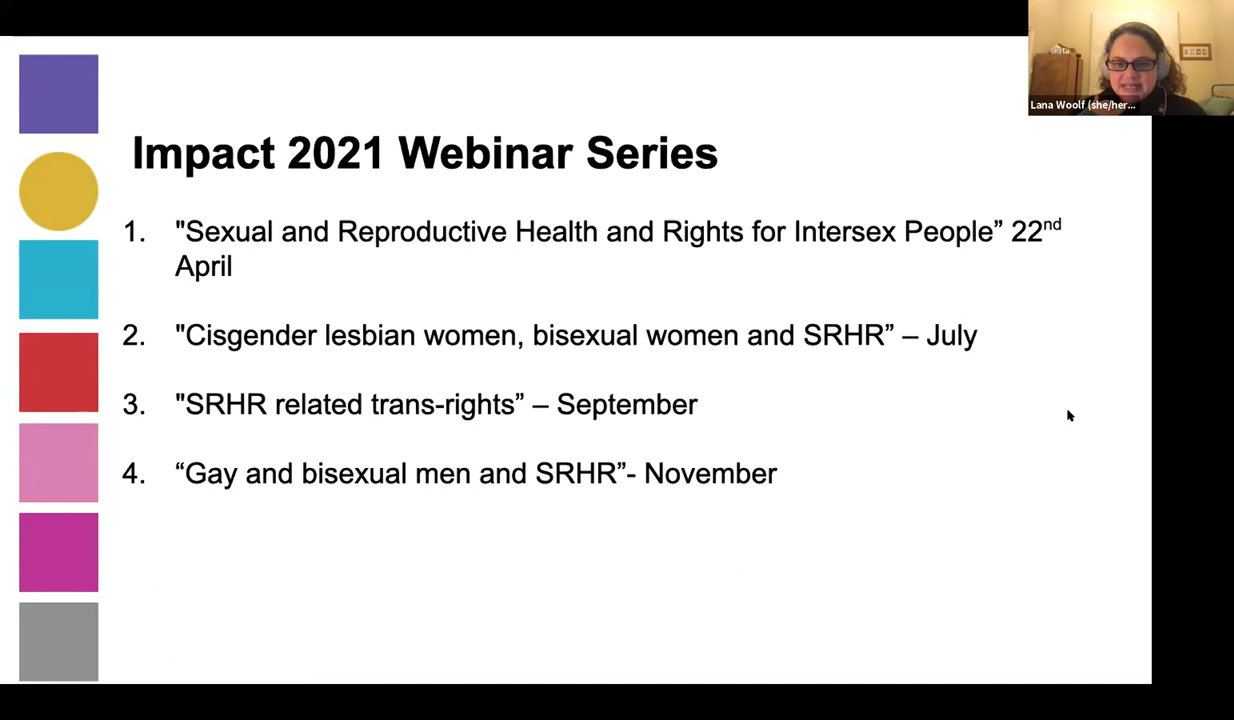 Lana Woolf (she/her...
Impact 2021 Webinar Series
1. "Sexual and Reproductive Health and Rights for Intersex People” 22nd
April
2. "Cisgender lesbian women, bisexual women and SRHR” – July
3. "SRHR related trans-rights” – September
4. “Gay and bisexual men and SRHR”- November